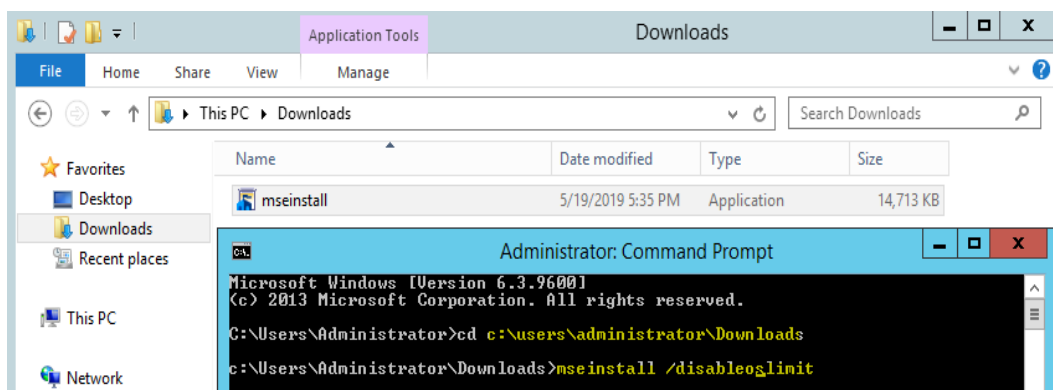 Application Tools
Downloads
File
Home
Share
View
Manage
This PC
Downloads
Search Downloads
Favorites
Desktop
Downloads
Recent places
This PC
Network
Name
Date modified
Type
Size
mseinstall
5/19/2019 5:35 PM
Application
14,713 KB
Administrator: Command Prompt
Microsoft Windows [Version 6.3.9600]
(c) 2013 Microsoft Corporation. All rights reserved.
C:\Users\Administrator>cd c:\users\administrator\Downloads
c:\Users\Administrator\Downloads>mseinstall /disableoslimit